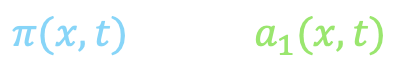 π(x, t) a₁(x, t)